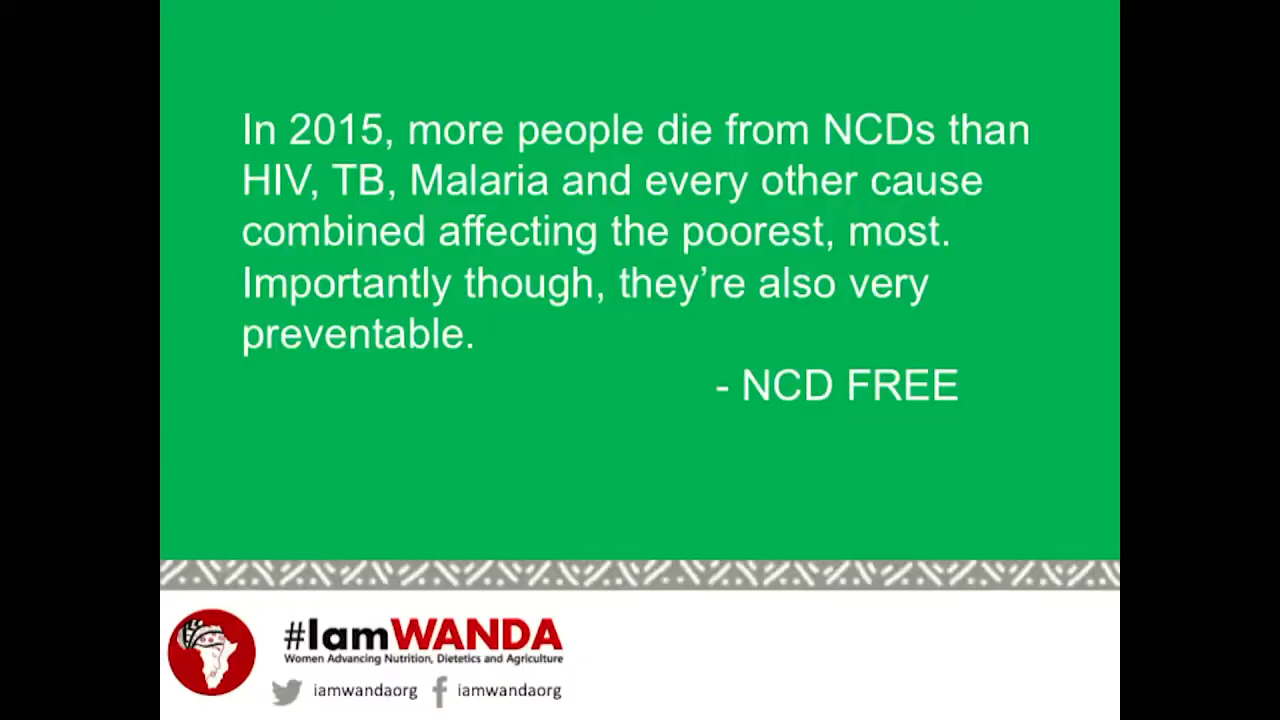 In 2015, more people die from NCDs than
HIV, TB, Malaria and every other cause
combined affecting the poorest, most.
Importantly though, they’re also very
preventable.
- NCD FREE
#IamWANDA
Women Advancing Nutrition, Dietetics and Agriculture
iamwandaorg iamwandaorg